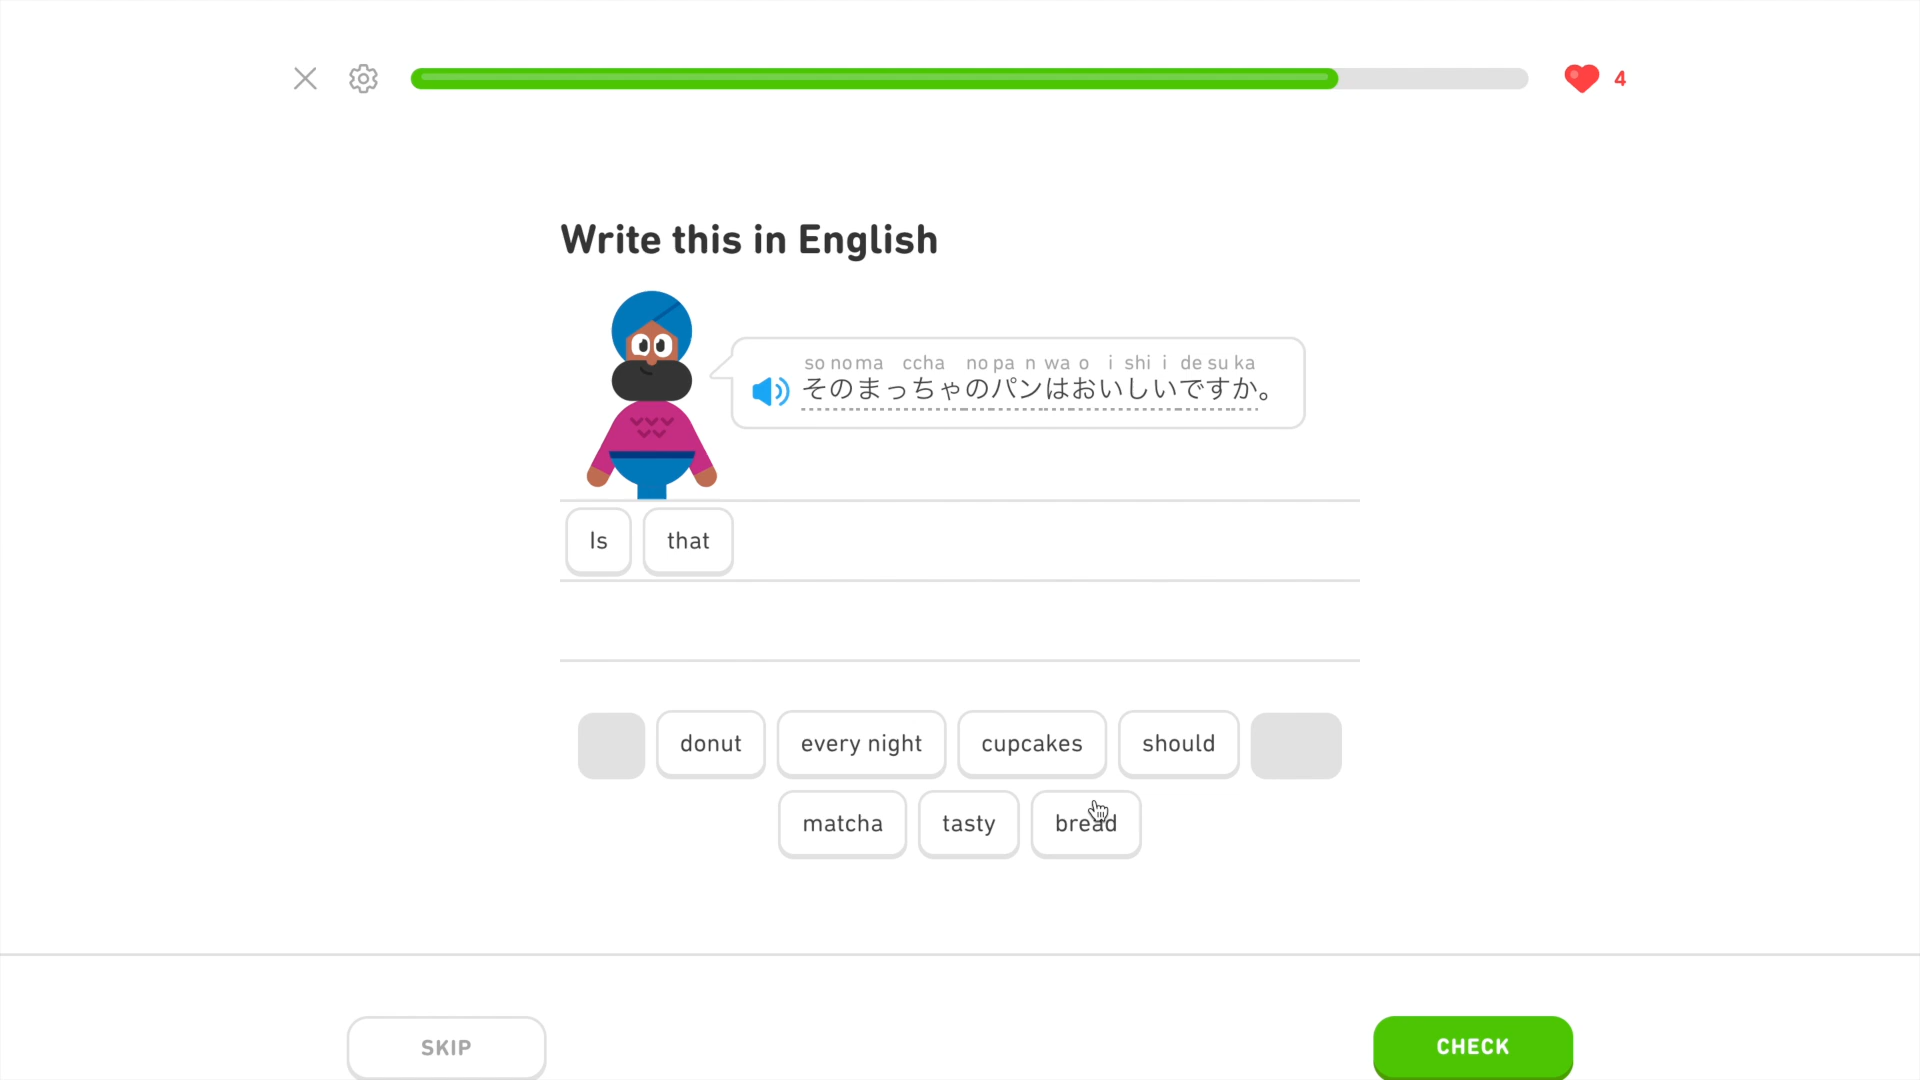 4
Write this in English
so no ma ccha no pa n wa o i shi i de su ka
そのまっちゃのパンはおいしいですか。
Is that
donut every night cupcakes should
matcha tasty bread
SKIP CHECK